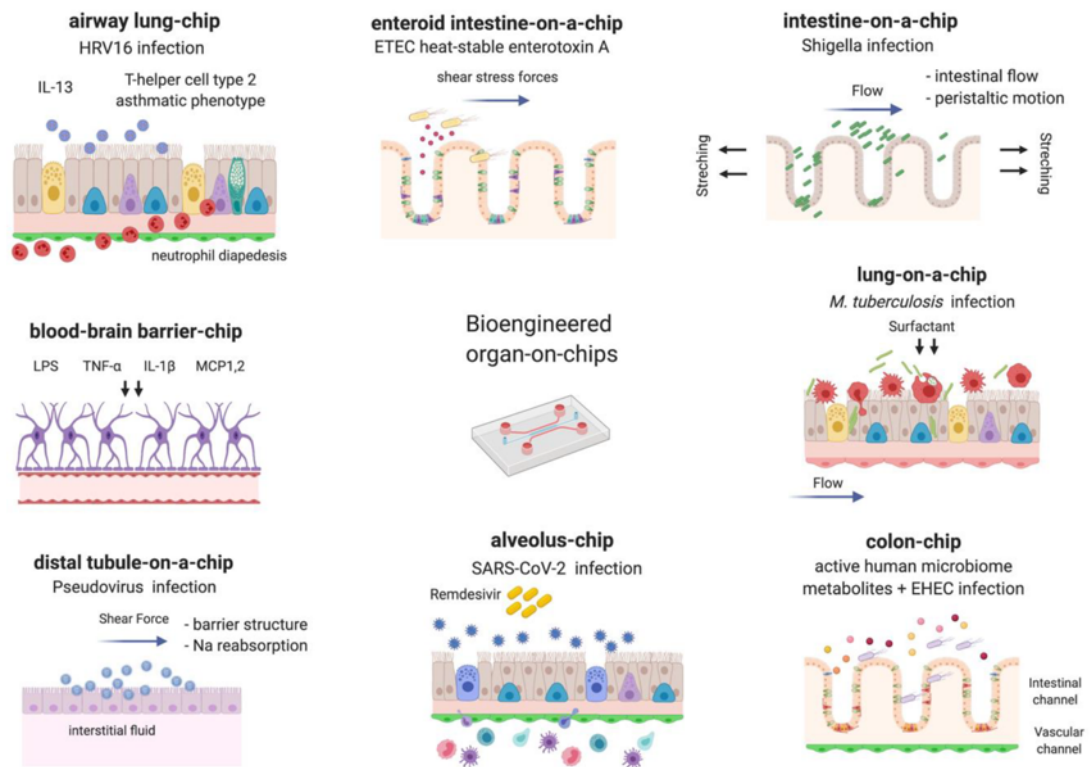 airway lung-chip
HRV16 infection
IL-13
T-helper cell type 2
asthmatic phenotype
neutrophil diapedesis
enteroid intestine-on-a-chip
ETEC heat-stable enterotoxin A
shear stress forces
intestine-on-a-chip
Shigella infection
Flow
- intestinal flow
- peristaltic motion
Streching
Streching
blood-brain barrier-chip
LPS TNF-α IL-1β MCP1,2
Bioengineered
organ-on-chips
lung-on-a-chip
M. tuberculosis infection
Surfactant
Flow
distal tubule-on-a-chip
Pseudovirus infection
Shear Force
- barrier structure
- Na reabsorption
interstitial fluid
alveolus-chip
SARS-CoV-2 infection
Remdesivir
colon-chip
active human microbiome
metabolites + EHEC infection
Intestinal
channel
Vascular
channel